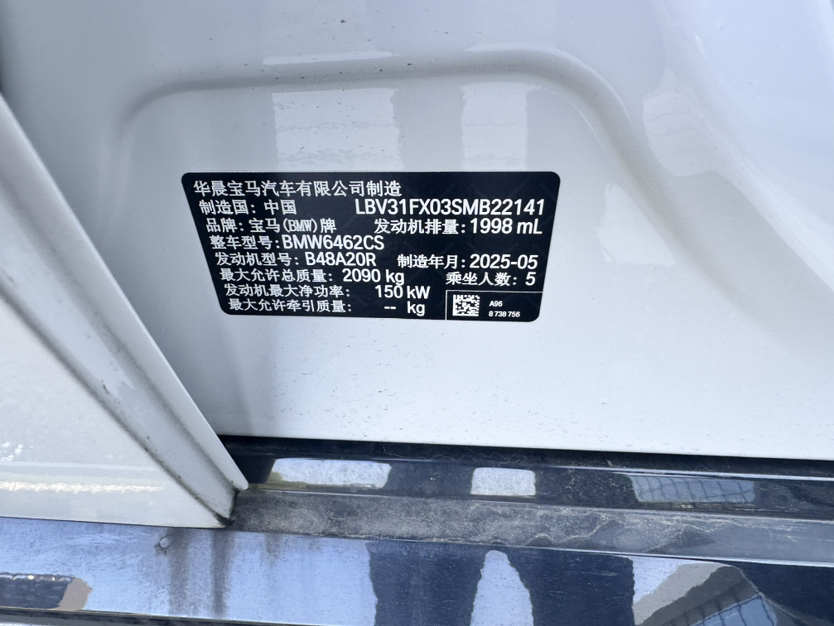 华晨宝马汽车有限公司制造
制造国: 中国 LBV31FX03SMB22141
品牌: 宝马(BMW)牌 发动机排量: 1998 mL
整车型号: BMW6462CS
发动机型号: B48A20R 制造年月: 2025-05
最大允许总质量: 2090 kg 乘坐人数: 5
发动机最大净功率: 150 kW
最大允许牵引质量: -- kg
A96
8 738 756